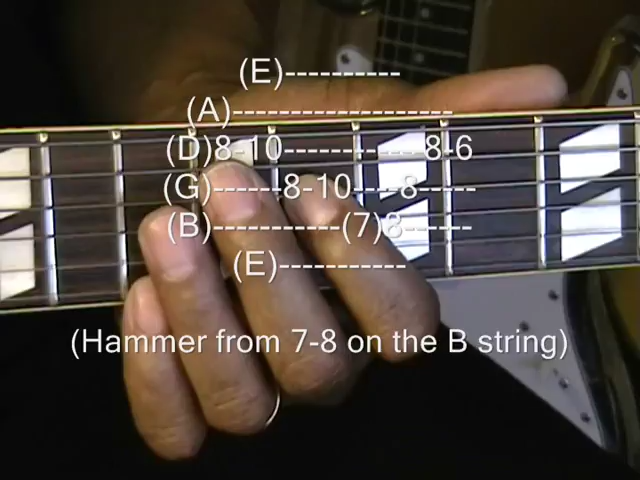 (E)----------
(A)-------------------
(D)8-10------------8-6
(G)------8-10----8-----
(B)-----------(7)8------
(E)-----------
(Hammer from 7-8 on the B string)